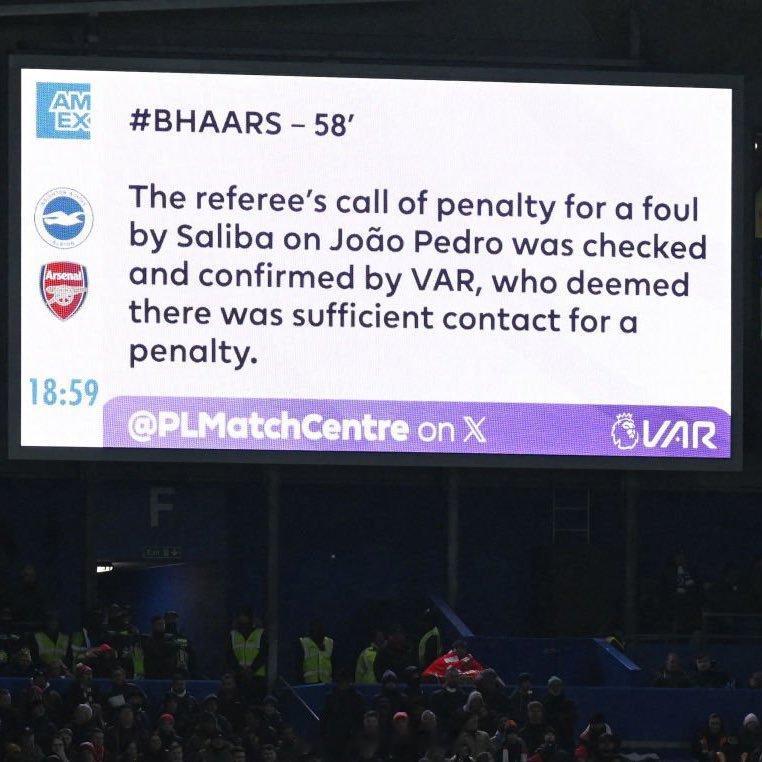 AM
EX
#BHAARS – 58’
The referee’s call of penalty for a foul
by Saliba on João Pedro was checked
and confirmed by VAR, who deemed
there was sufficient contact for a
penalty.
Arsenal
18:59
@PLMatchCentre on X
VAR
F